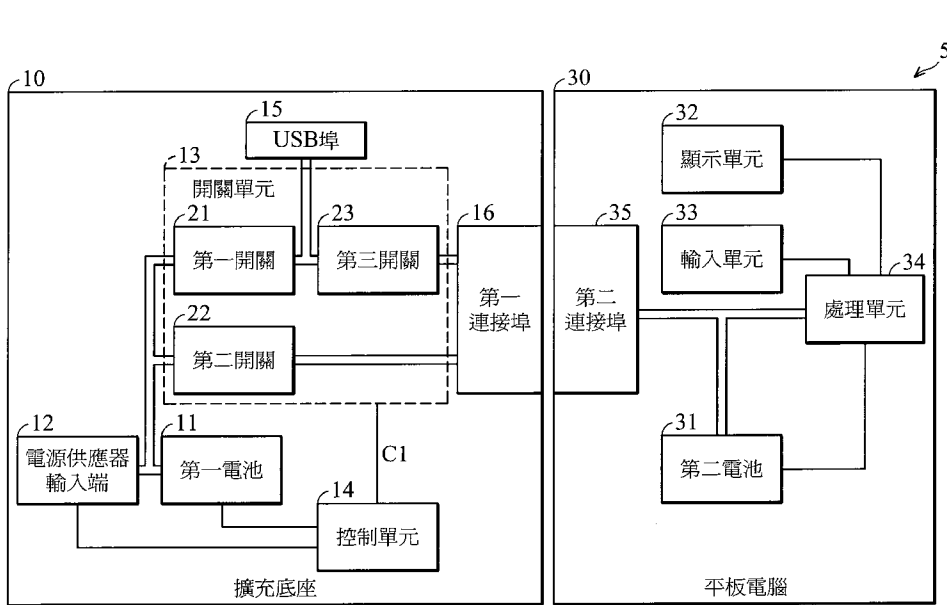 5
10
30
15
USB埠
13
開關單元
21
第一開關
23
第三開關
16
第一
連接埠
22
第二開關
12
電源供應器
輸入端
11
第一電池
C1
14
控制單元
擴充底座
32
顯示單元
33
輸入單元
35
第二
連接埠
34
處理單元
31
第二電池
平板電腦